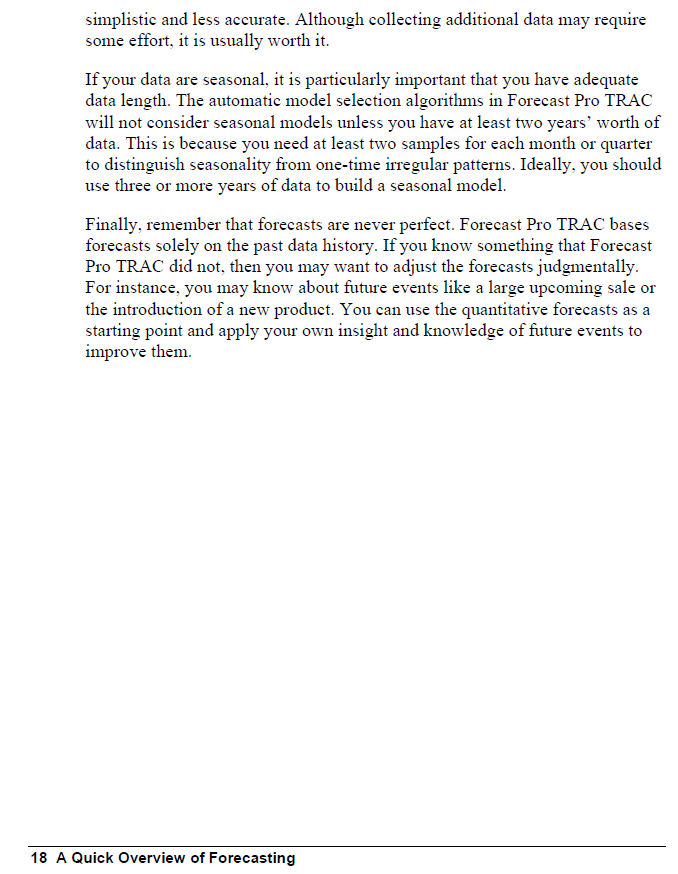 simplistic and less accurate. Although collecting additional data may require
some effort, it is usually worth it.
If your data are seasonal, it is particularly important that you have adequate
data length. The automatic model selection algorithms in Forecast Pro TRAC
will not consider seasonal models unless you have at least two years’ worth of
data. This is because you need at least two samples for each month or quarter
to distinguish seasonality from one-time irregular patterns. Ideally, you should
use three or more years of data to build a seasonal model.
Finally, remember that forecasts are never perfect. Forecast Pro TRAC bases
forecasts solely on the past data history. If you know something that Forecast
Pro TRAC did not, then you may want to adjust the forecasts judgmentally.
For instance, you may know about future events like a large upcoming sale or
the introduction of a new product. You can use the quantitative forecasts as a
starting point and apply your own insight and knowledge of future events to
improve them.
18 A Quick Overview of Forecasting